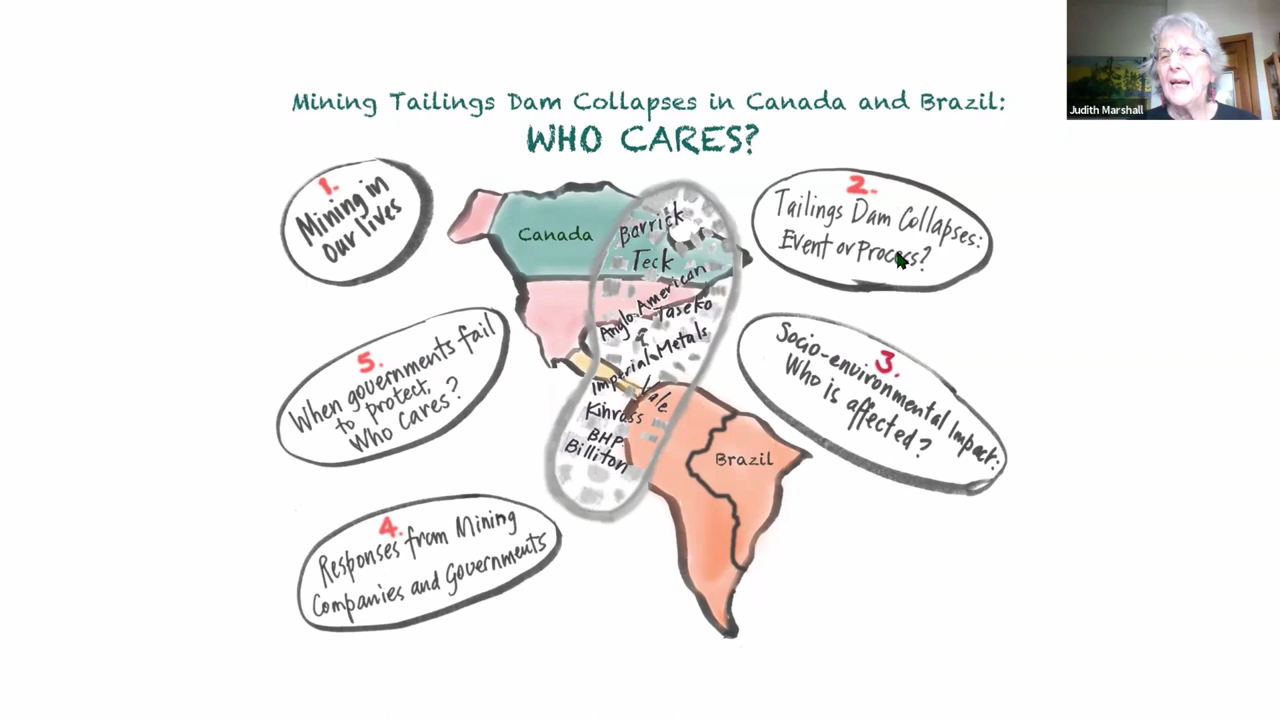 Mining Tailings Dam Collapses in Canada and Brazil:
WHO CARES?
Judith Marshall
1.
Mining in
our lives
2.
Tailings Dam Collapses:
Event or Process?
3.
Socio-environmental Impact:
Who is affected?
4.
Responses from Mining
Companies and Governments
5.
When governments fail
to protect,
Who Cares?
Canada
Barrick
Teck
Anglo American
Taseko
Imperial Metals
Vale
Kinross
BHP
Billiton
Brazil